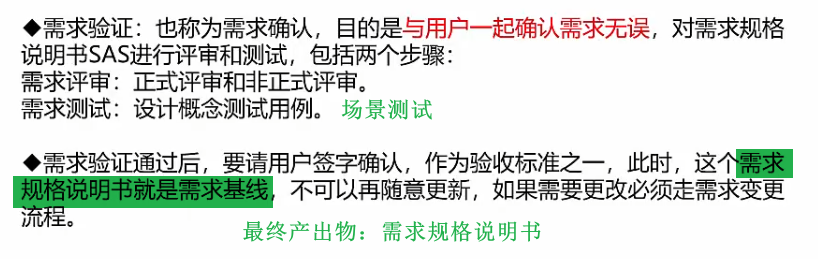 ◆需求验证：也称为需求确认，目的是与用户一起确认需求无误，对需求规格
说明书SAS进行评审和测试，包括两个步骤：
需求评审：正式评审和非正式评审。
需求测试：设计概念测试用例。 场景测试
◆需求验证通过后，要请用户签字确认，作为验收标准之一，此时，这个需求
规格说明书就是需求基线，不可以再随意更新，如果需要更改必须走需求变更
流程。
最终产出物：需求规格说明书